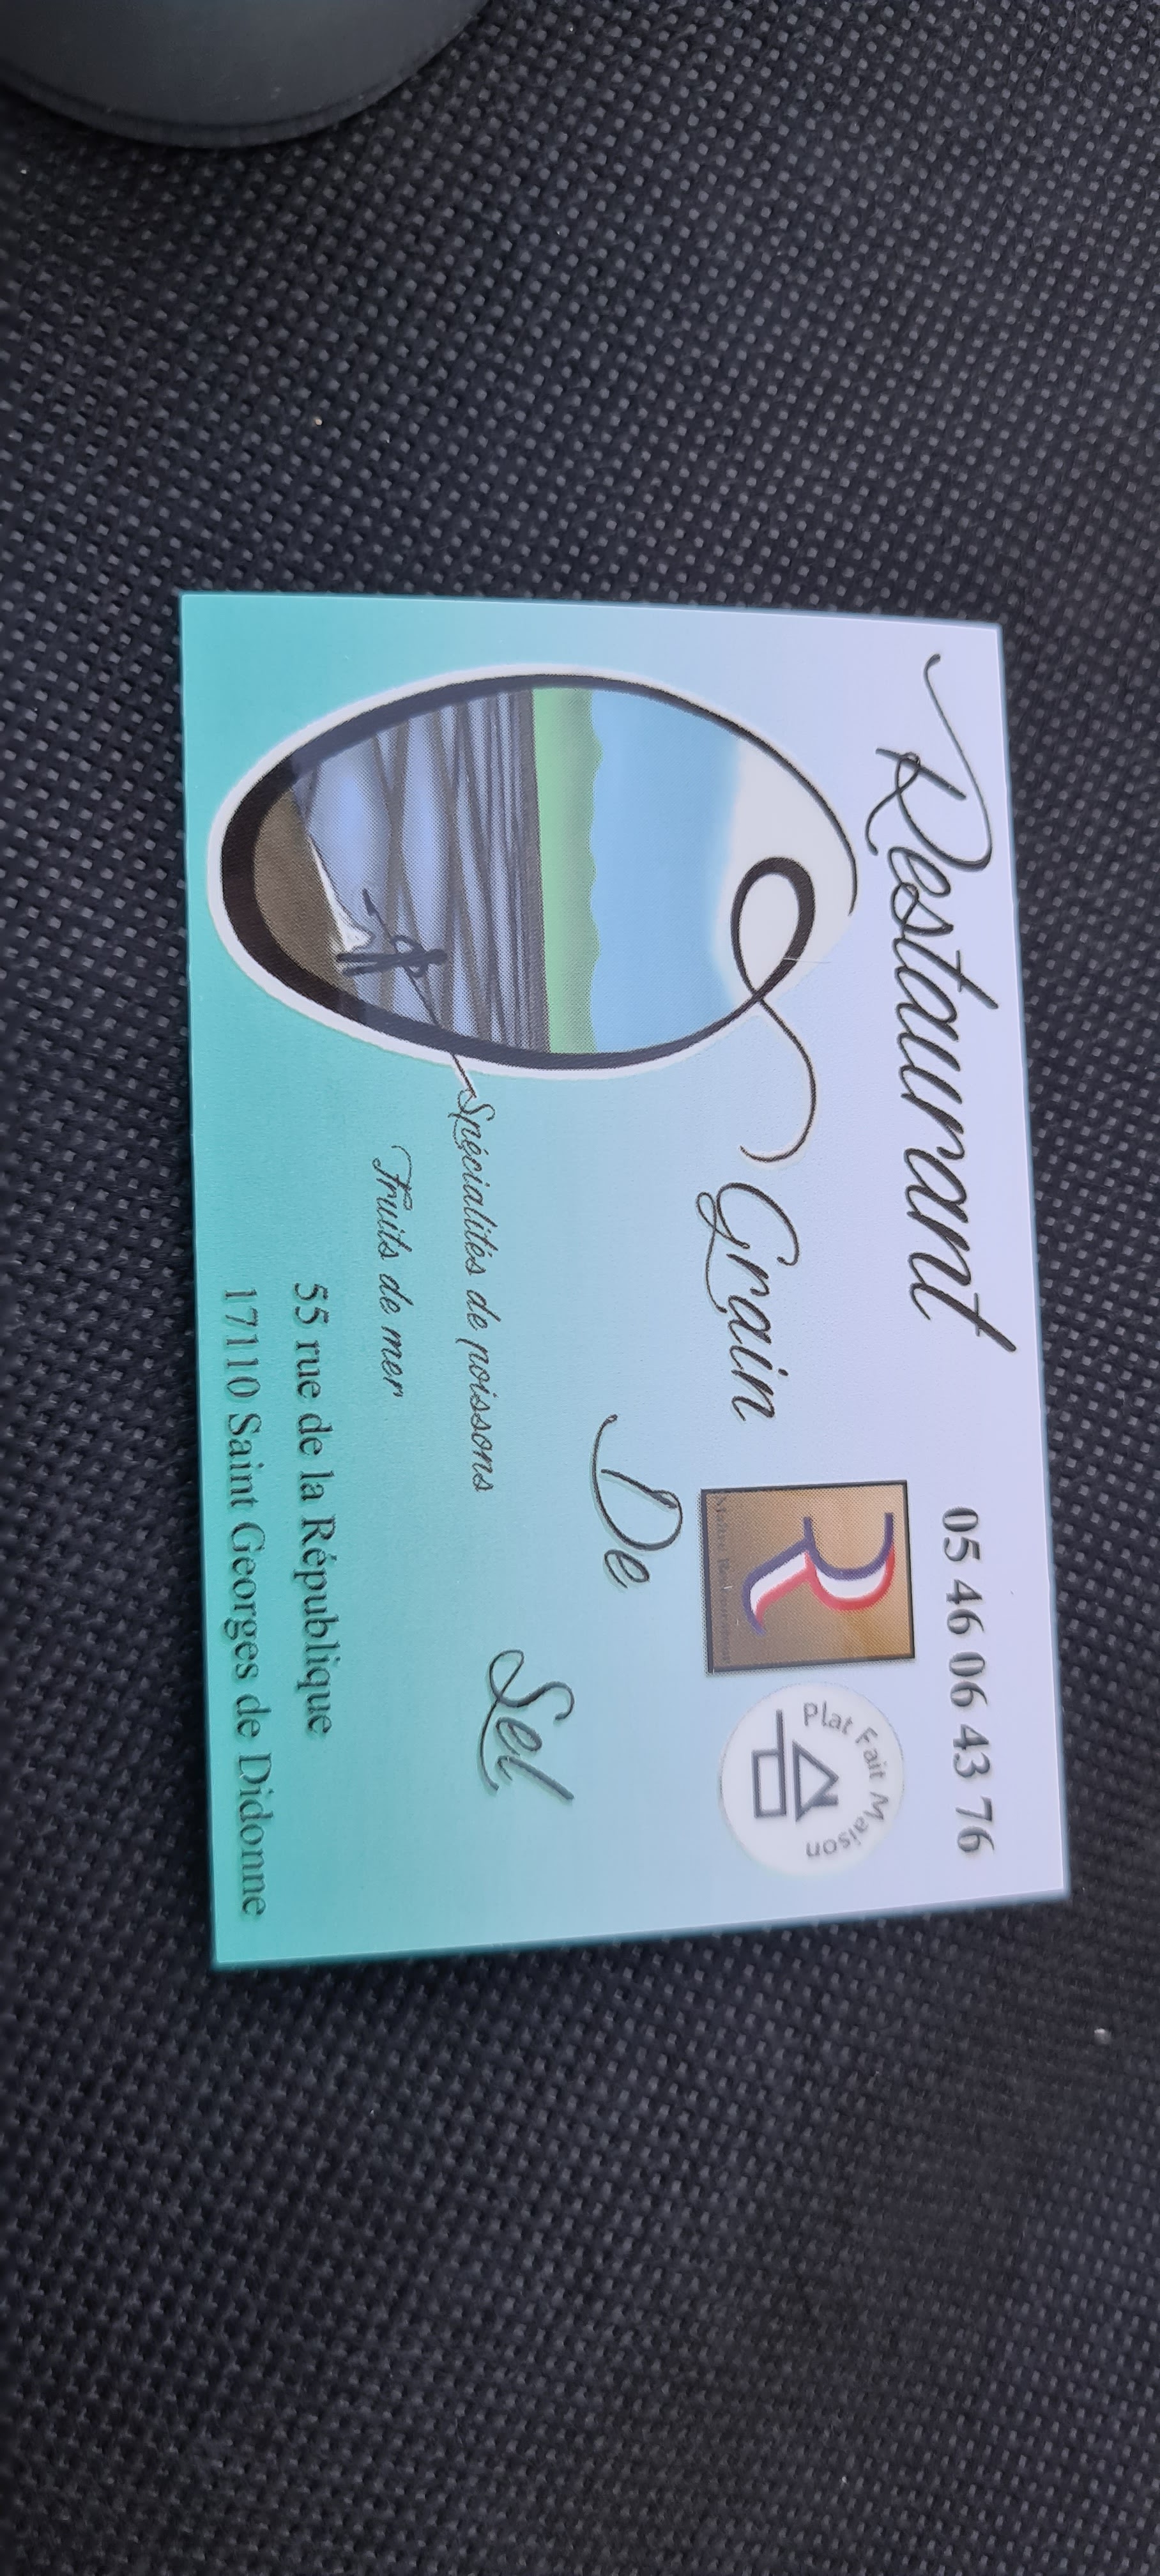 Restaurant
05 46 06 43 76
Plat Fait Maison
Grain
De
Sel
Spécialités de poissons
Fruits de mer
55 rue de la République
17110 Saint Georges de Didonne